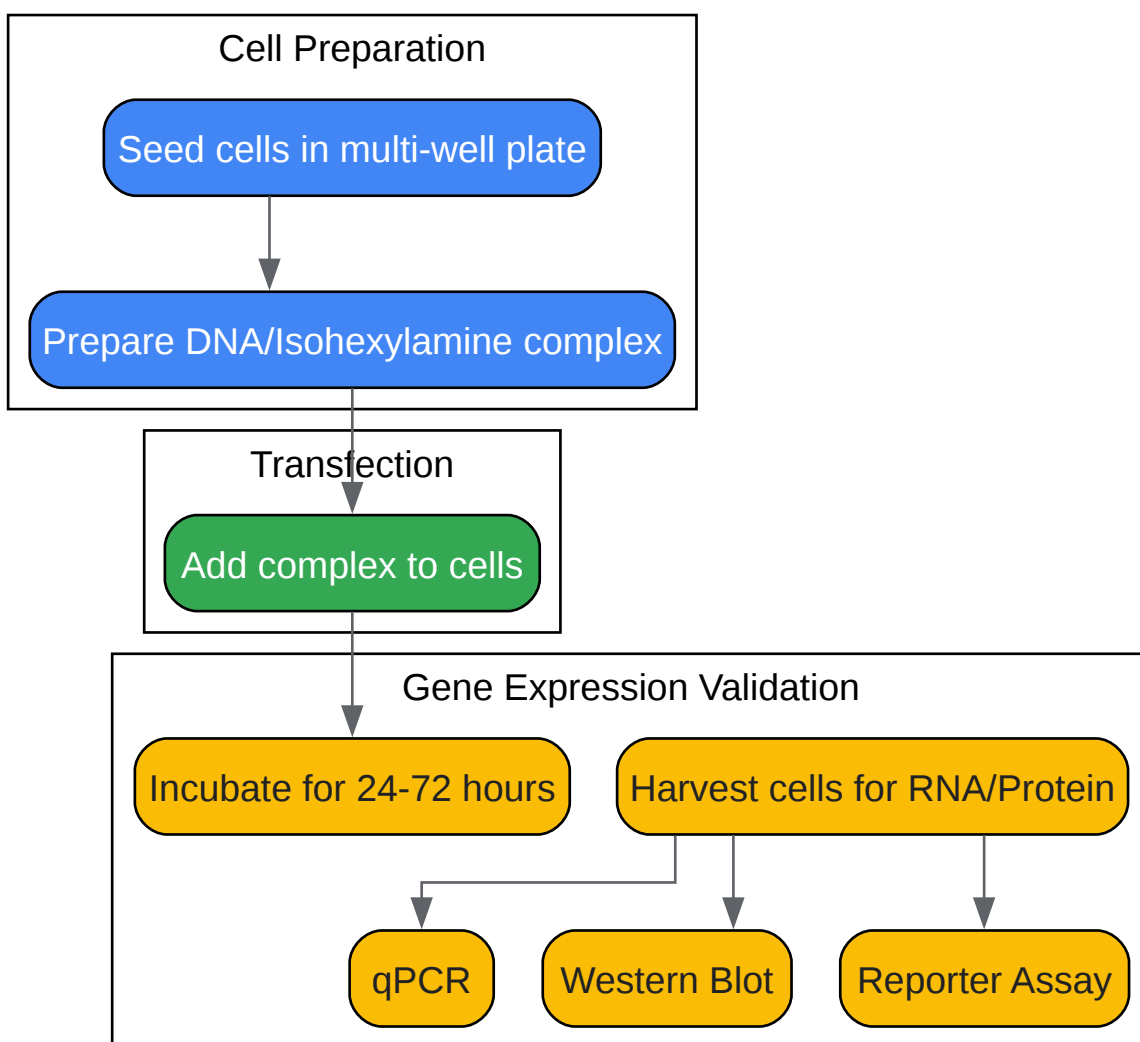 Cell Preparation
Seed cells in multi-well plate
Prepare DNA/Isohexylamine complex
Transfection
Add complex to cells
Gene Expression Validation
Incubate for 24-72 hours
Harvest cells for RNA/Protein
qPCR
Western Blot
Reporter Assay